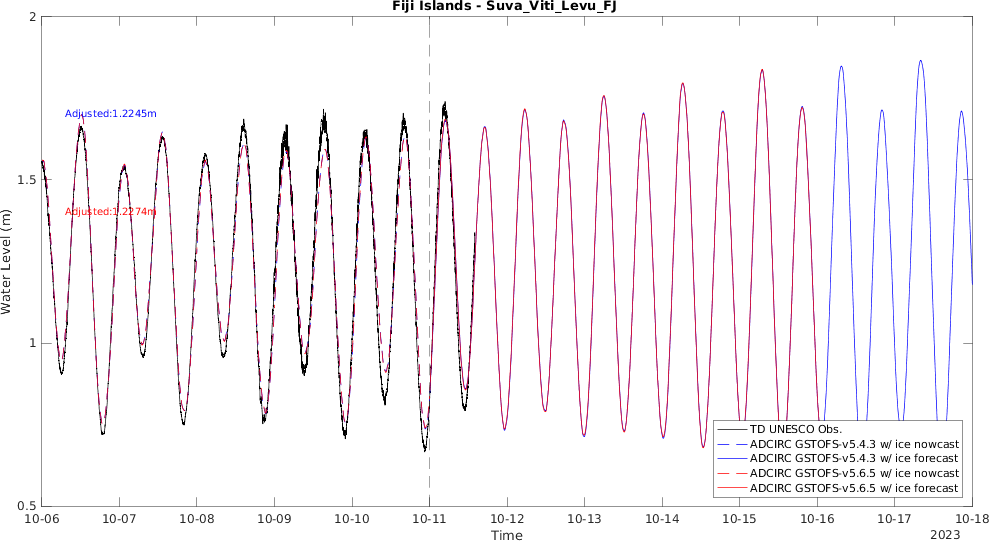 Fiji Islands - Suva_Viti_Levu_FJ
2
Adjusted:1.2245m
1.5
Adjusted:1.2274m
Water Level (m)
1
TD UNESCO Obs.
ADCIRC GSTOFS-v5.4.3 w/ ice nowcast
ADCIRC GSTOFS-v5.4.3 w/ ice forecast
ADCIRC GSTOFS-v5.6.5 w/ ice nowcast
ADCIRC GSTOFS-v5.6.5 w/ ice forecast
0.5
10-06 10-07 10-08 10-09 10-10 10-11 10-12 10-13 10-14 10-15 10-16 10-17 10-18
Time
2023